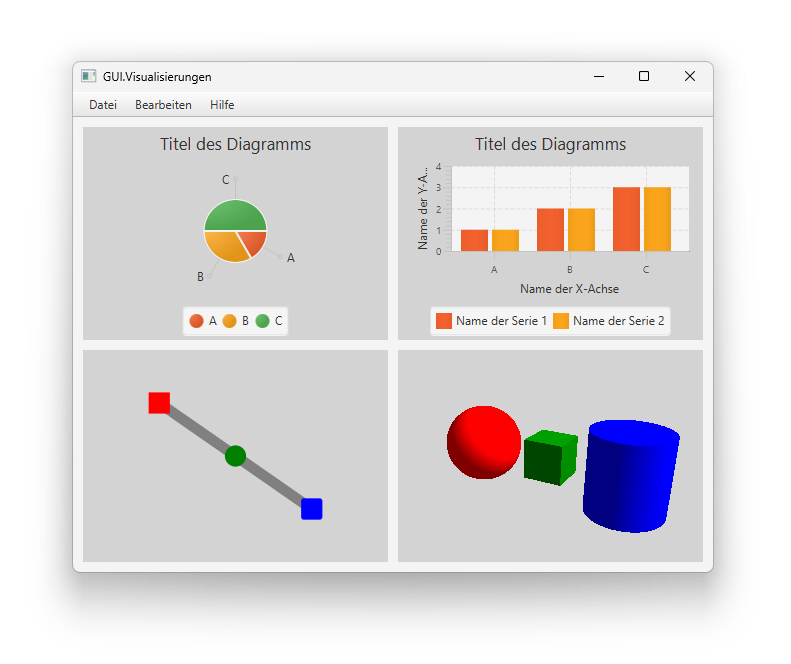 GUI.Visualisierungen
Datei Bearbeiten Hilfe
Titel des Diagramms
C
A
B
A B C
Titel des Diagramms
Name der Y-A...
4
3
2
1
0
A B C
Name der X-Achse
Name der Serie 1 Name der Serie 2